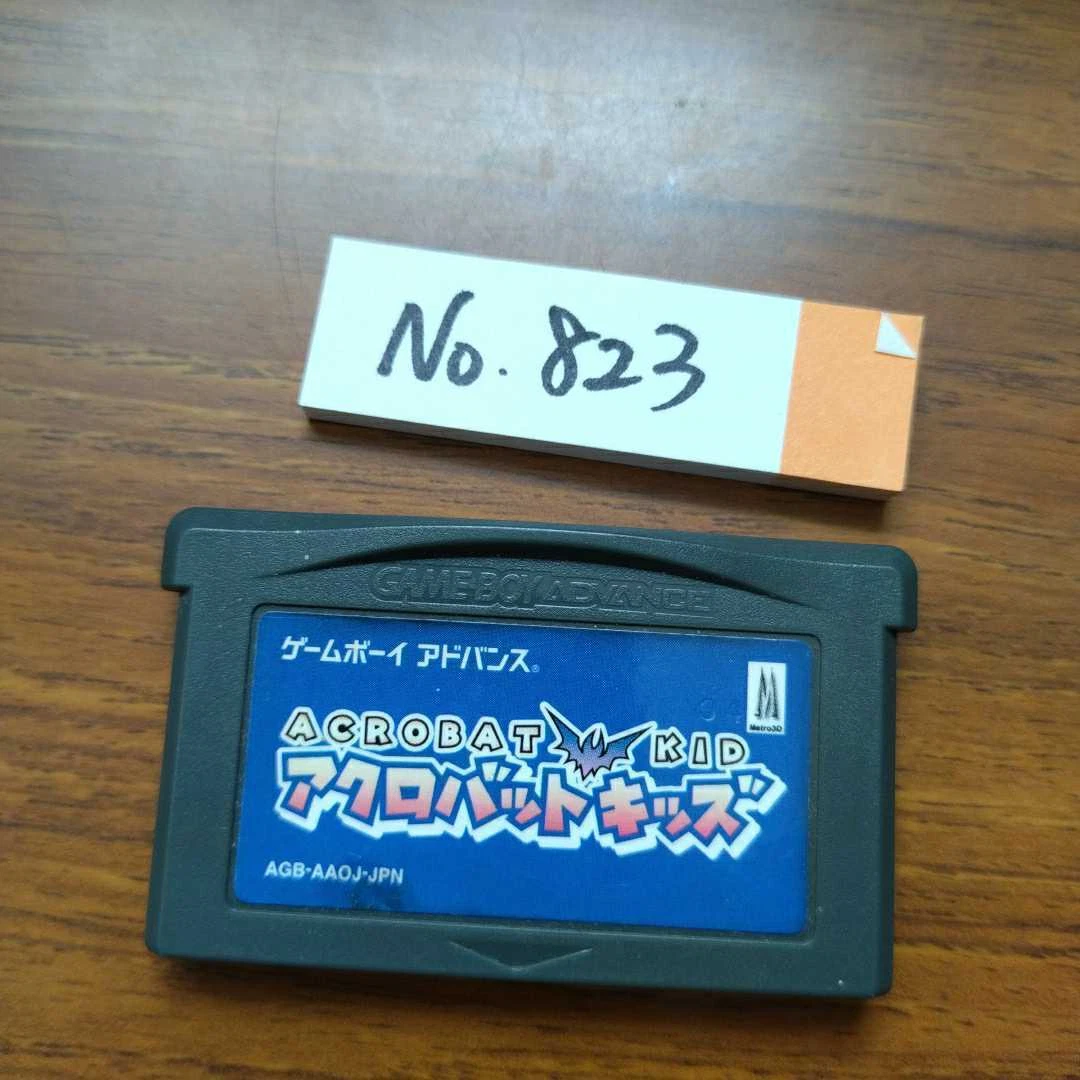 No. 823
GAME BOY ADVANCE
ゲームボーイ アドバンス®
Metro3D
ACROBAT KID
アクロバットキッズ
AGB-AAOJ-JPN